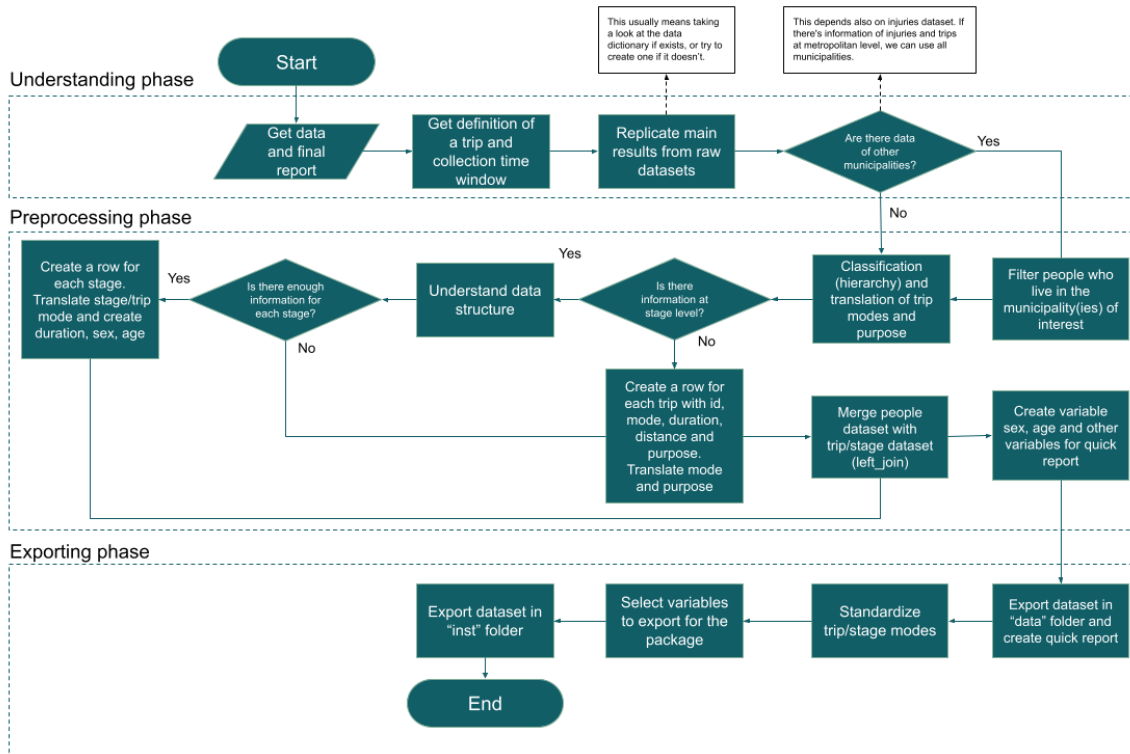 This usually means taking
a look at the data
dictionary if exists, or try to
create one if it doesn't.
This depends also on injuries dataset. If
there's information of injuries and trips
at metropolitan level, we can use all
municipalities.
Start
Understanding phase
Get data
and final
report
Get definition of
a trip and
collection time
window
Replicate main
results from raw
datasets
Are there data
of other
municipalities?
Yes
No
Preprocessing phase
Create a row for
each stage.
Translate stage/trip
mode and create
duration, sex, age
Yes
Is there enough
information for
each stage?
No
Understand data
structure
Yes
Is there
information at
stage level?
No
Classification
(hierarchy) and
translation of trip
modes and
purpose
Filter people who
live in the
municipality(ies) of
interest
Create a row for
each trip with id,
mode, duration,
distance and
purpose.
Translate mode
and purpose
Merge people
dataset with
trip/stage dataset
(left_join)
Create variable
sex, age and other
variables for quick
report
Exporting phase
Export dataset in
“inst” folder
Select variables
to export for the
package
Standardize
trip/stage modes
Export dataset in
“data” folder and
create quick report
End